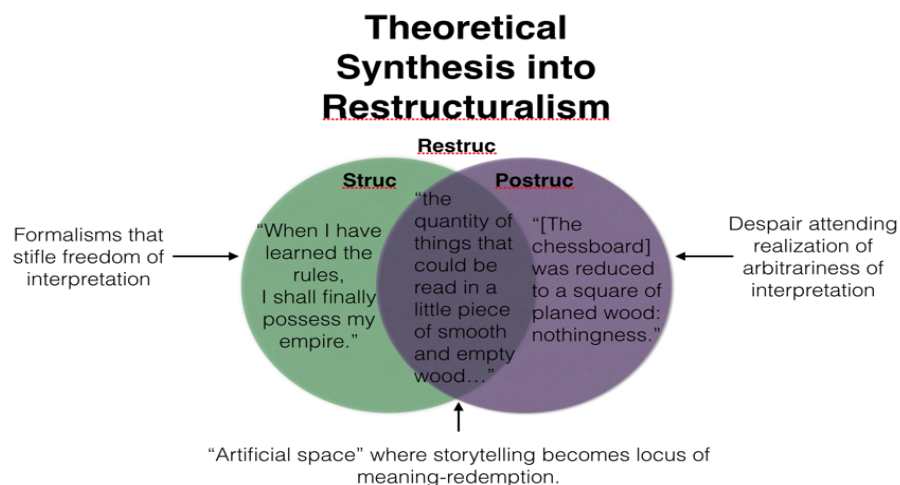 Theoretical
Synthesis into
Restructuralism
Restruc
Struc
Postruc
Formalisms that
stifle freedom of
interpretation
“When I have
learned the
rules,
I shall finally
possess my
empire.”
“the
quantity of
things that
could be
read in a
little piece
of smooth
and empty
wood…”
“[The
chessboard]
was reduced
to a square of
planed wood:
nothingness.”
Despair attending
realization of
arbitrariness of
interpretation
“Artificial space” where storytelling becomes locus of
meaning-redemption.